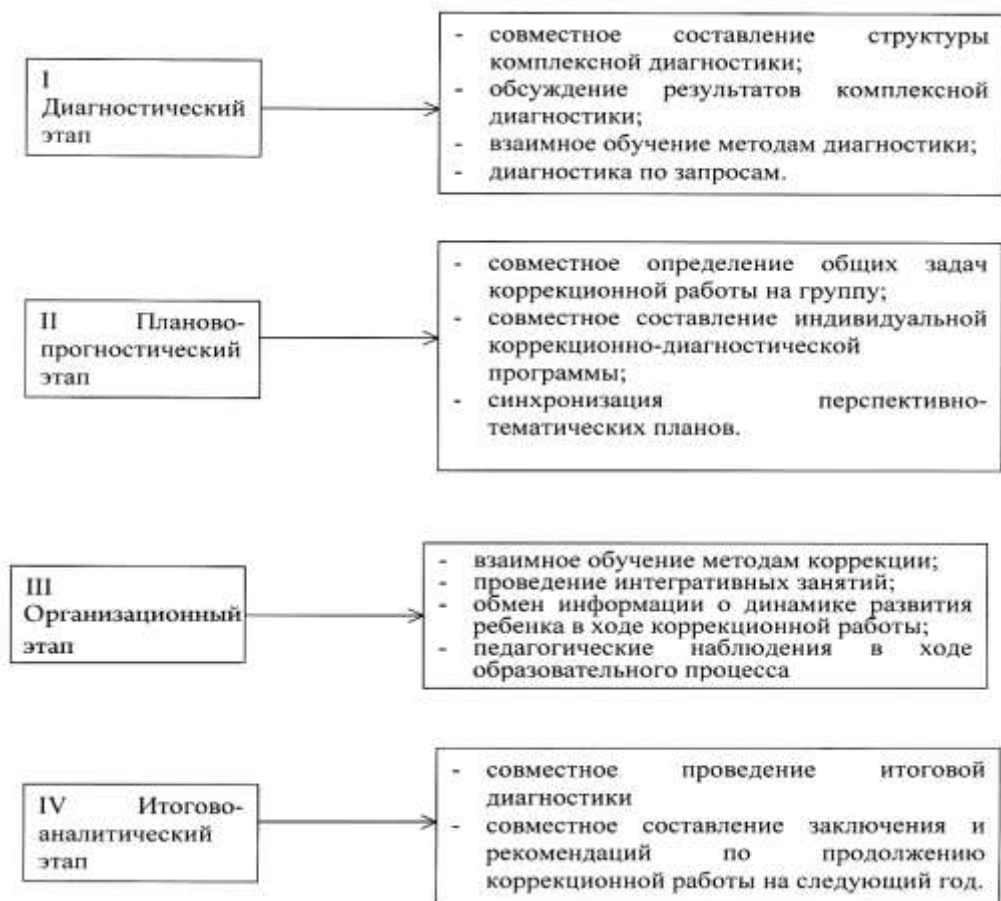 I
Диагностический
этап
- совместное составление структуры
комплексной диагностики;
- обсуждение результатов комплексной
диагностики;
- взаимное обучение методам диагностики;
- диагностика по запросам.
II Планово-
прогностический
этап
- совместное определение общих задач
коррекционной работы на группу;
- совместное составление индивидуальной
коррекционно-диагностической
программы;
- синхронизация перспективно-
тематических планов.
III
Организационный
этап
- взаимное обучение методам коррекции;
- проведение интегративных занятий;
- обмен информации о динамике развития
ребенка в ходе коррекционной работы;
- педагогические наблюдения в ходе
образовательного процесса
IV Итогово-
аналитический
этап
- совместное проведение итоговой
диагностики
- совместное составление заключения и
рекомендаций по продолжению
коррекционной работы на следующий год.